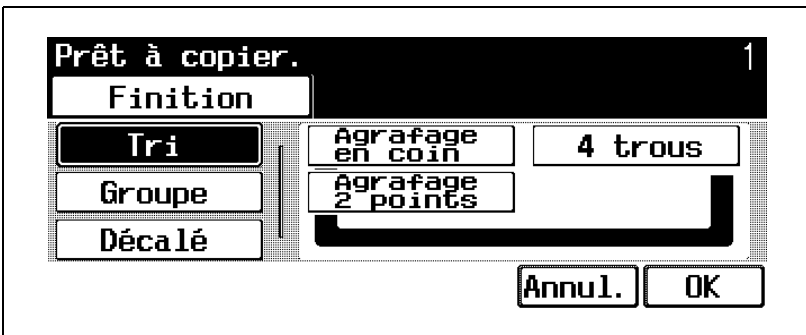 Prêt à copier. 1
Finition
Tri
Agrafage
en coin
4 trous
Groupe
Agrafage
2 points
Décalé
Annul. OK